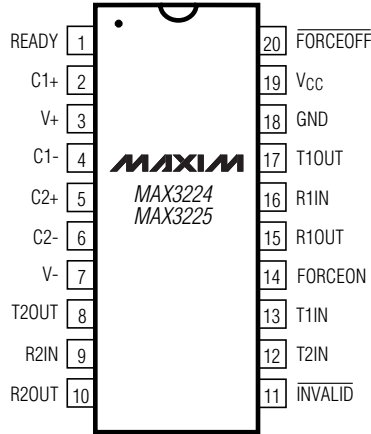 READY 1
C1+ 2
V+ 3
C1- 4
C2+ 5
C2- 6
V- 7
T2OUT 8
R2IN 9
R2OUT 10
MAXIM
MAX3224
MAX3225
20 FORCEOFF
19 VCC
18 GND
17 T1OUT
16 R1IN
15 R1OUT
14 FORCEON
13 T1IN
12 T2IN
11 INVALID